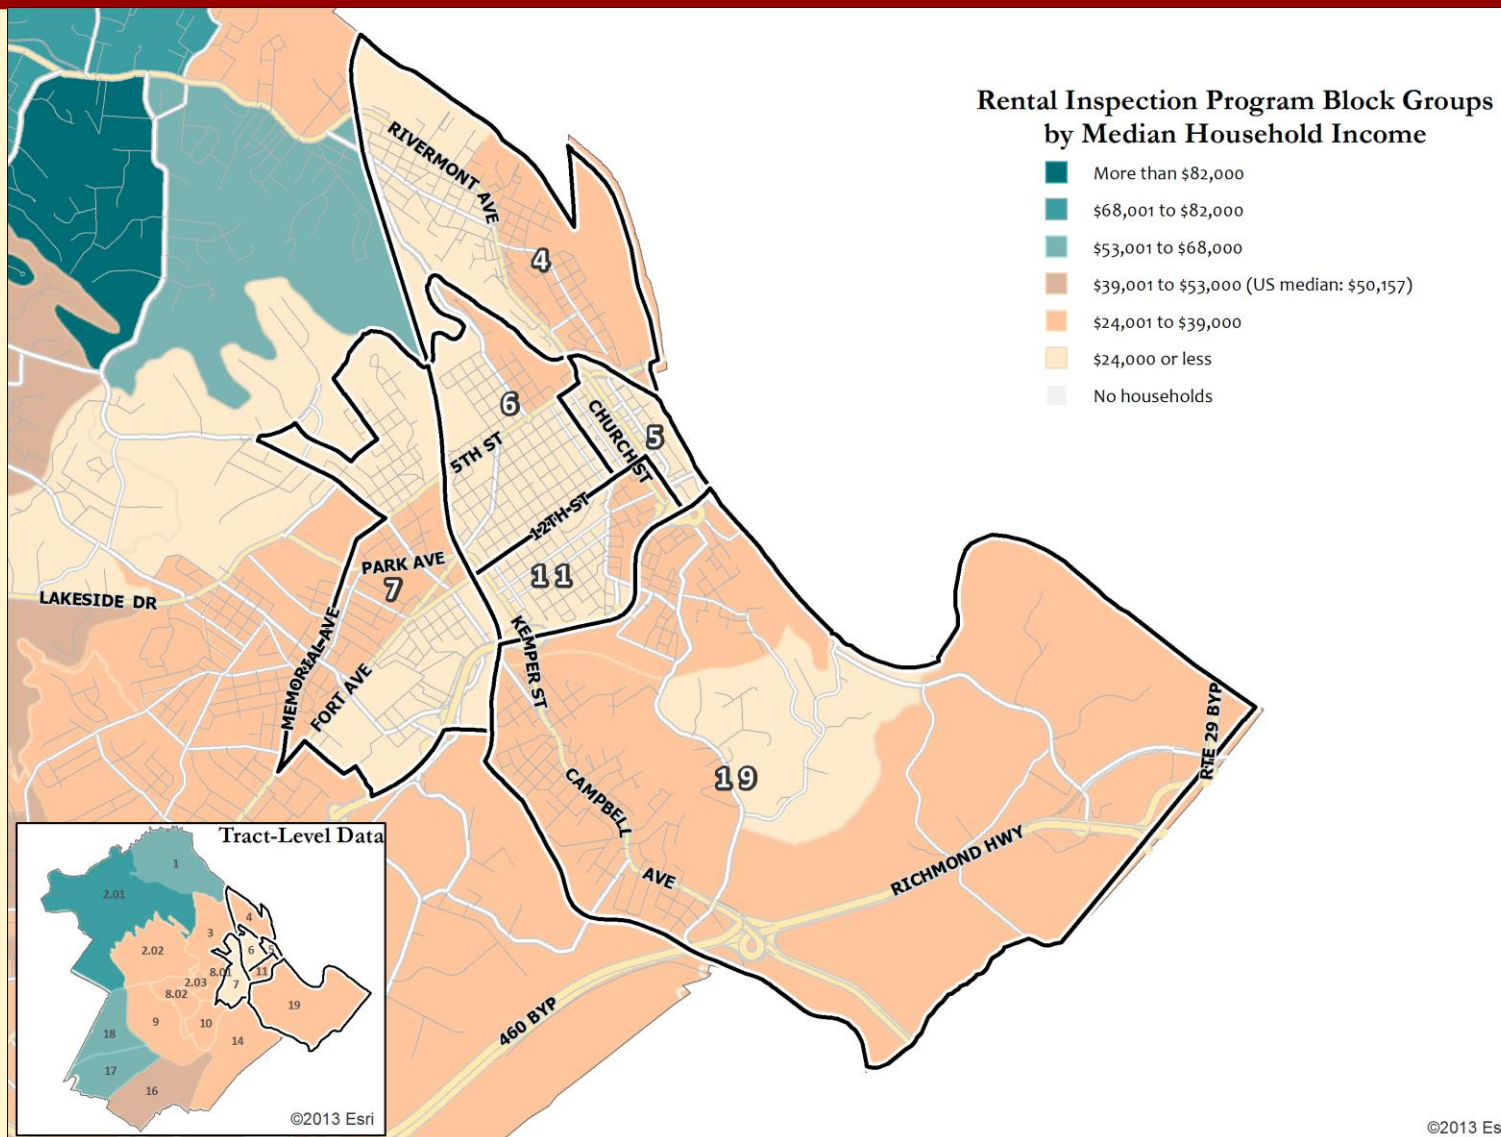 Rental Inspection Program Block Groups
by Median Household Income
More than $82,000
$68,001 to $82,000
$53,001 to $68,000
$39,001 to $53,000 (US median: $50,157)
$24,001 to $39,000
$24,000 or less
No households
RIVERMONT AVE
4
6
5TH ST
CHURCH ST
5
12TH ST
PARK AVE
7
11
LAKESIDE DR
MEMORIAL AVE
FORT AVE
KEMPER ST
19
CAMPBELL
AVE
RTE 29 BYP
RICHMOND HWY
460 BYP
Tract-Level Data
1
2.01
4
3
6
5
2.02
8.01
11
2.03
7
8.02
19
9
10
18
14
17
16
©2013 Esri
©2013 Es